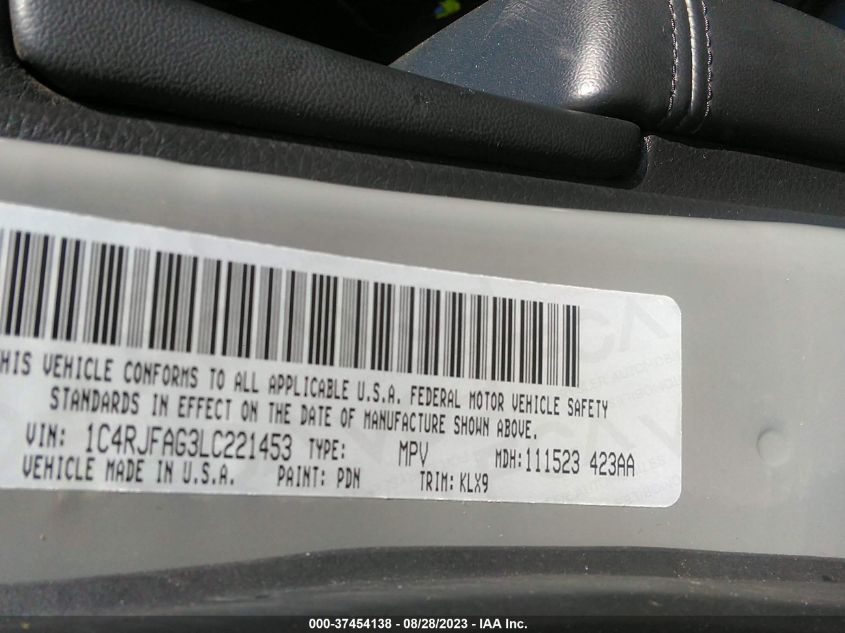 HIS VEHICLE CONFORMS TO ALL APPLICABLE U.S.A. FEDERAL MOTOR VEHICLE SAFETY
STANDARDS IN EFFECT ON THE DATE OF MANUFACTURE SHOWN ABOVE.
VIN: 1C4RJFAG3LC221453 TYPE: MPV MDH:111523 423AA
VEHICLE MADE IN U.S.A. PAINT: PDN TRIM: KLX9
000-37454138 - 08/28/2023 - IAA Inc.